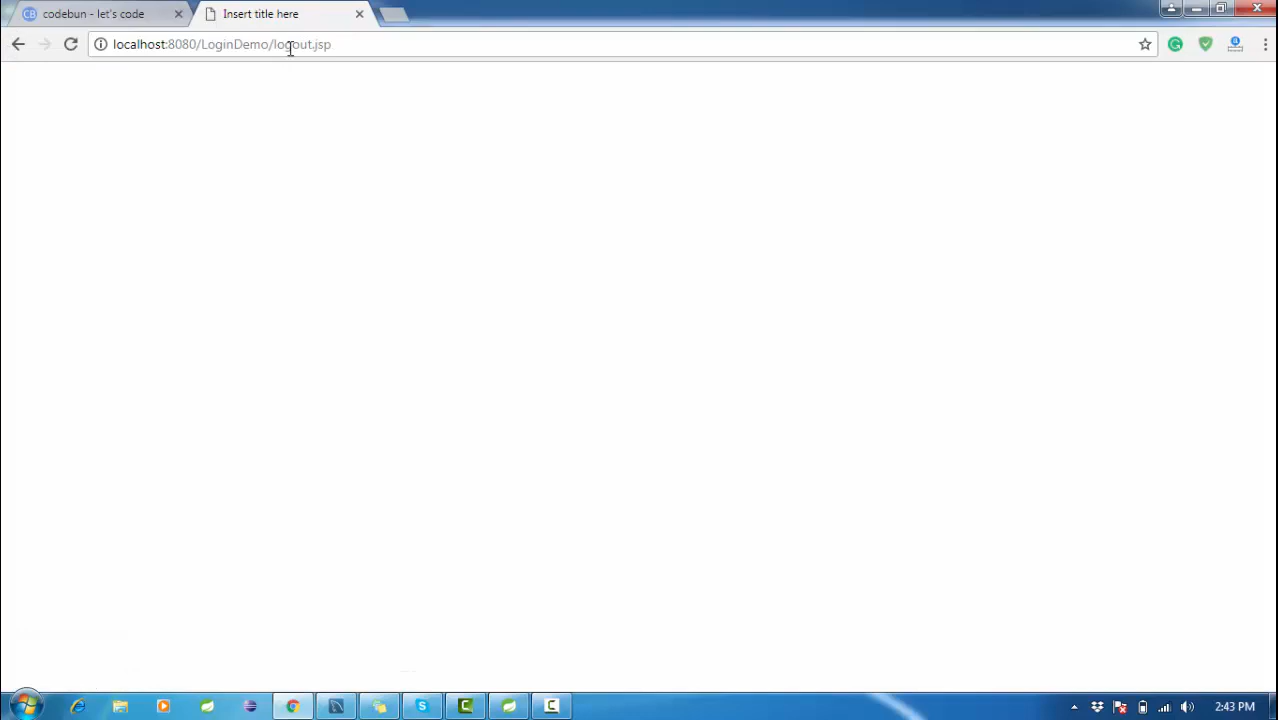 codebun - let's code
Insert title here
localhost:8080/LoginDemo/logout.jsp
2:43 PM